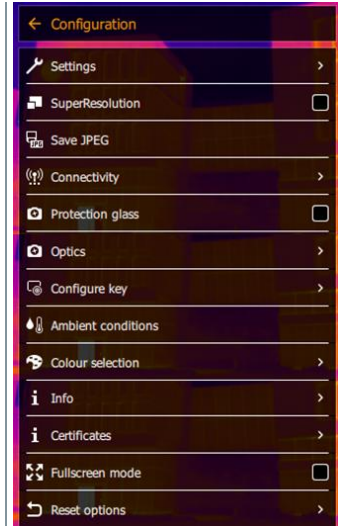 Configuration
Settings
SuperResolution
JPG
Save JPEG
Connectivity
Protection glass
Optics
Configure key
Ambient conditions
Colour selection
Info
Certificates
Fullscreen mode
Reset options